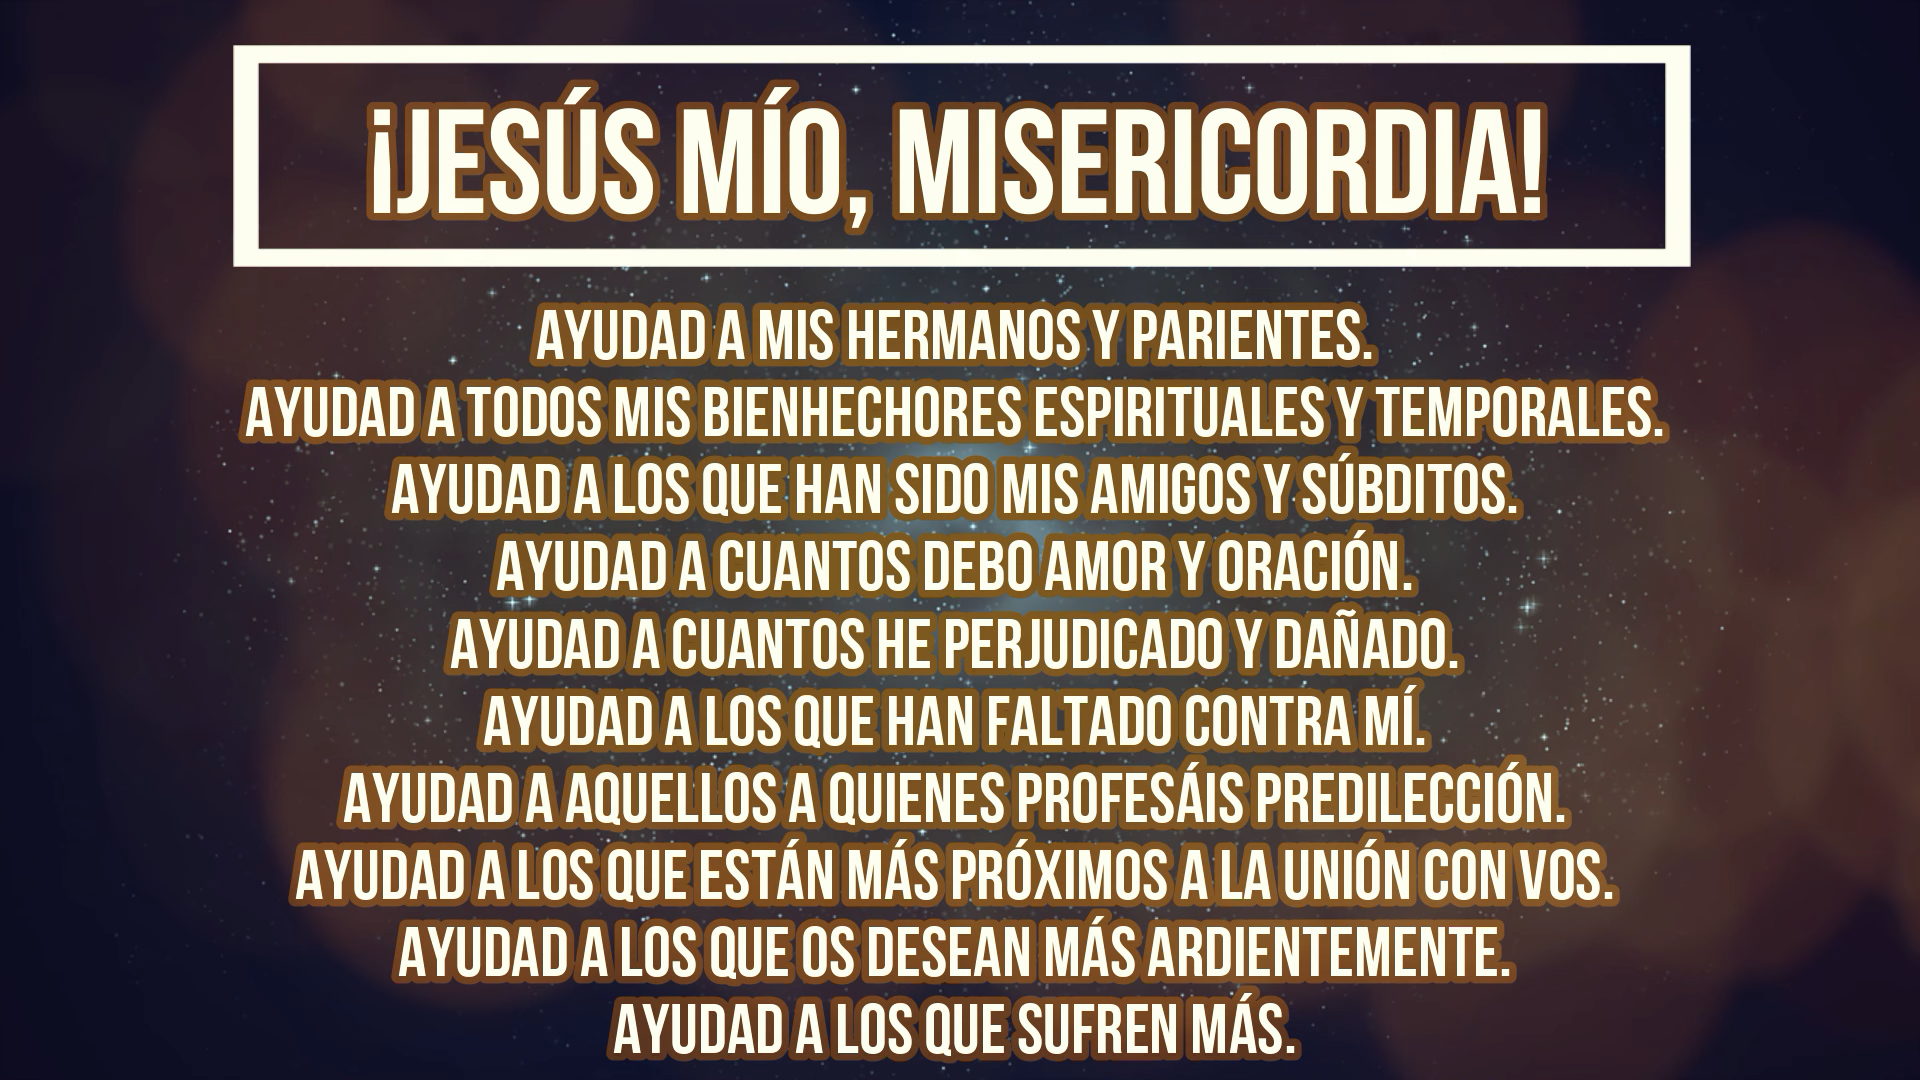 ¡JESÚS MÍO, MISERICORDIA!
AYUDAD A MIS HERMANOS Y PARIENTES.
AYUDAD A TODOS MIS BIENHECHORES ESPIRITUALES Y TEMPORALES.
AYUDAD A LOS QUE HAN SIDO MIS AMIGOS Y SÚBDITOS.
AYUDAD A CUANTOS DEBO AMOR Y ORACIÓN.
AYUDAD A CUANTOS HE PERJUDICADO Y DAÑADO.
AYUDAD A LOS QUE HAN FALTADO CONTRA MÍ.
AYUDAD A AQUELLOS A QUIENES PROFESÁIS PREDILECCIÓN.
AYUDAD A LOS QUE ESTÁN MÁS PRÓXIMOS A LA UNIÓN CON VOS.
AYUDAD A LOS QUE OS DESEAN MÁS ARDIENTEMENTE.
AYUDAD A LOS QUE SUFREN MÁS.